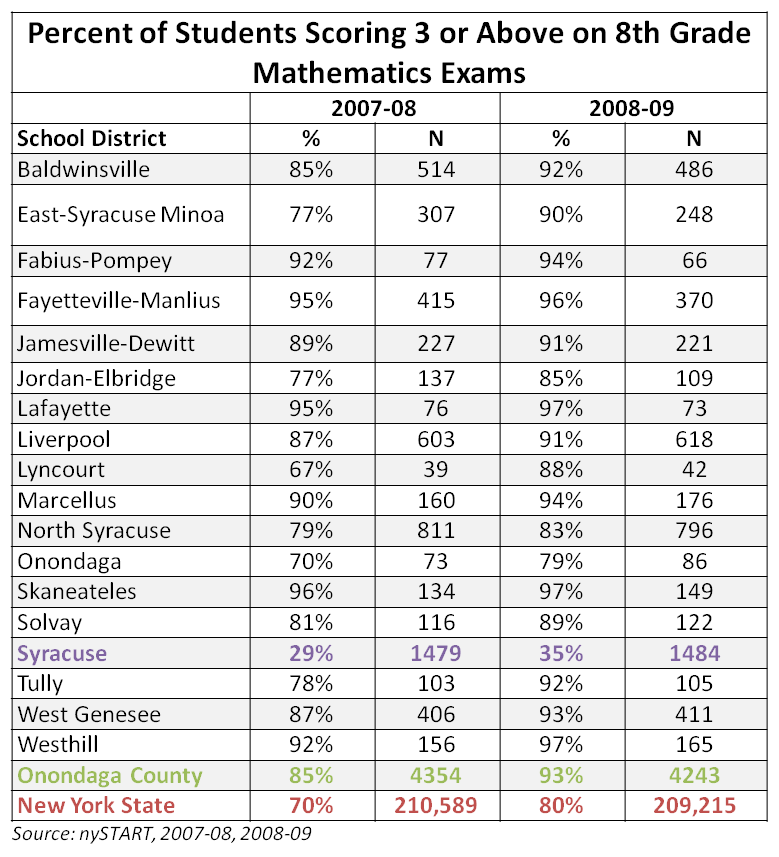 Percent of Students Scoring 3 or Above on 8th Grade
Mathematics Exams
2007-08 2008-09
School District % N % N
Baldwinsville 85% 514 92% 486
East-Syracuse Minoa 77% 307 90% 248
Fabius-Pompey 92% 77 94% 66
Fayetteville-Manlius 95% 415 96% 370
Jamesville-Dewitt 89% 227 91% 221
Jordan-Elbridge 77% 137 85% 109
Lafayette 95% 76 97% 73
Liverpool 87% 603 91% 618
Lyncourt 67% 39 88% 42
Marcellus 90% 160 94% 176
North Syracuse 79% 811 83% 796
Onondaga 70% 73 79% 86
Skaneateles 96% 134 97% 149
Solvay 81% 116 89% 122
Syracuse 29% 1479 35% 1484
Tully 78% 103 92% 105
West Genesee 87% 406 93% 411
Westhill 92% 156 97% 165
Onondaga County 85% 4354 93% 4243
New York State 70% 210,589 80% 209,215
Source: nySTART, 2007-08, 2008-09